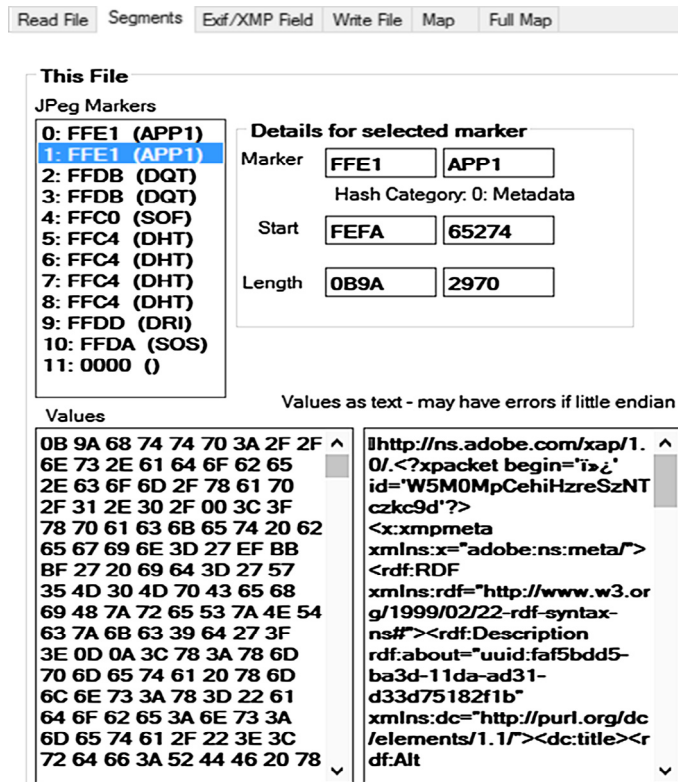 Read File Segments Exif/XMP Field Write File Map Full Map
This File
JPeg Markers
0: FFE1 (APP1)
1: FFE1 (APP1)
2: FFDB (DQT)
3: FFDB (DQT)
4: FFC0 (SOF)
5: FFC4 (DHT)
6: FFC4 (DHT)
7: FFC4 (DHT)
8: FFC4 (DHT)
9: FFDD (DRI)
10: FFDA (SOS)
11: 0000 ()
Details for selected marker
Marker FFE1 APP1
Hash Category: 0: Metadata
Start FEFA 65274
Length 0B9A 2970
Values
0B 9A 68 74 74 70 3A 2F 2F
6E 73 2E 61 64 6F 62 65
2E 63 6F 6D 2F 78 61 70
2F 31 2E 30 2F 00 3C 3F
78 70 61 63 6B 65 74 20 62
65 67 69 6E 3D 27 EF BB
BF 27 20 69 64 3D 27 57
35 4D 30 4D 70 43 65 68
69 48 7A 72 65 53 7A 4E 54
63 7A 6B 63 39 64 27 3F
3E 0D 0A 3C 78 3A 78 6D
70 6D 65 74 61 20 78 6D
6C 6E 73 3A 78 3D 22 61
64 6F 62 65 3A 6E 73 3A
6D 65 74 61 2F 22 3E 3C
72 64 66 3A 52 44 46 20 78
Values as text - may have errors if little endian
http://ns.adobe.com/xap/1.
0/.<?xpacket begin='ï»¿'
id='W5M0MpCehiHzreSzNT
czkc9d'?>
<x:xmpmeta
xmlns:x="adobe:ns:meta/">
<rdf:RDF
xmlns:rdf="http://www.w3.or
g/1999/02/22-rdf-syntax-
ns#"><rdf:Description
rdf:about="uuid:faf5bdd5-
ba3d-11da-ad31-
d33d75182f1b"
xmlns:dc="http://purl.org/dc
/elements/1.1/"><dc:title><r
df:Alt